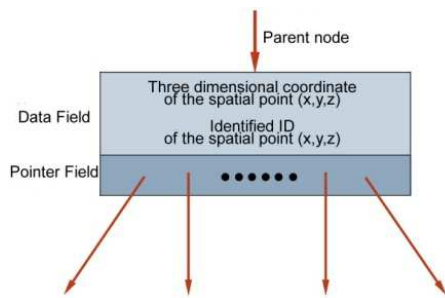 Parent node
Three dimensional coordinate
of the spatial point (x,y,z)
Data Field
Identified ID
of the spatial point (x,y,z)
Pointer Field